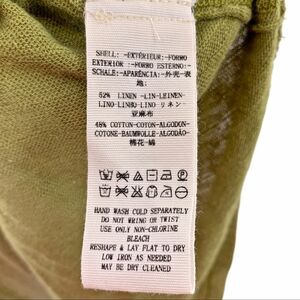 SHELL:-EXTÉRIEUR:-FORRO
EXTERIOR :-FORRO ESTERNO:-
SCHALE:-APARÊNCIA:-外壳:-表
地:
52% LINEN -LIN-LEINEN-
LINO-LINHO-LINO-リネン-
亚麻布
48% COTTON-COTON-ALGODON-
COTONE-BAUMWOLLE-ALGODÃO-
棉花-綿
HAND WASH COLD SEPARATELY
DO NOT WRING OR TWIST
USE ONLY NON-CHLORINE
BLEACH
RESHAPE & LAY FLAT TO DRY
LOW IRON AS NEEDED
MAY BE DRY CLEANED